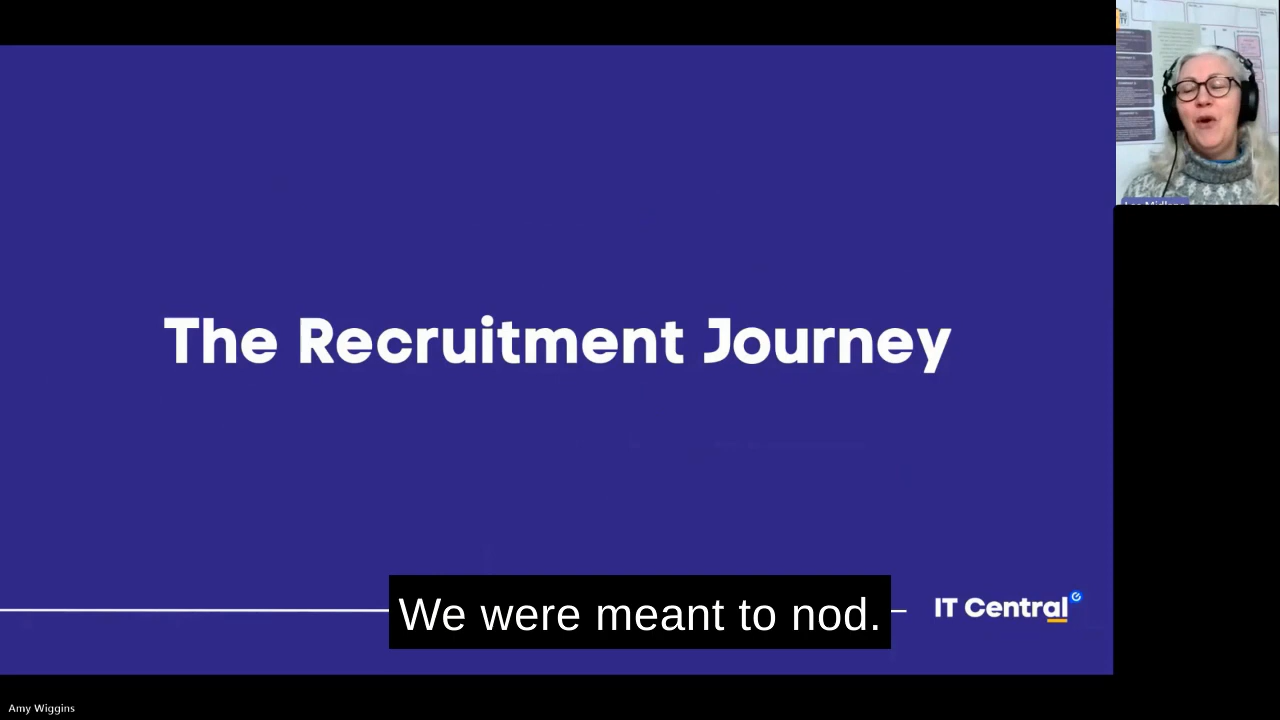 The Recruitment Journey
We were meant to nod.
IT Central
Amy Wiggins